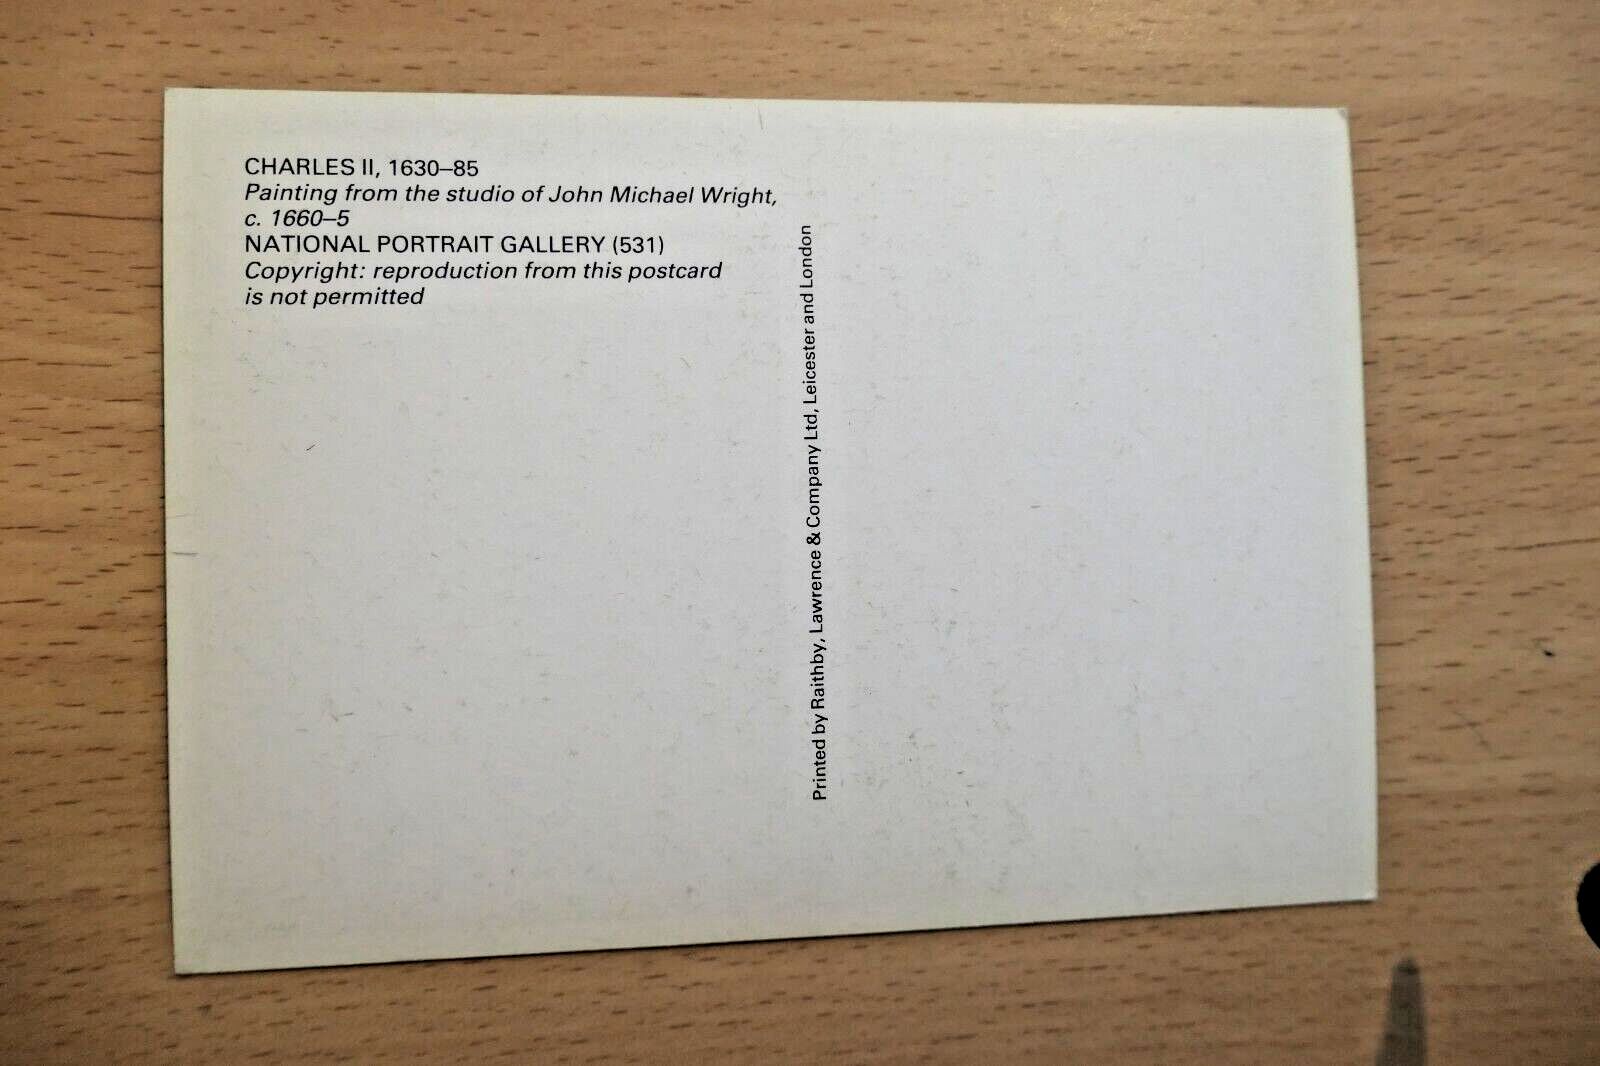 CHARLES II, 1630–85
Painting from the studio of John Michael Wright,
c. 1660–5
NATIONAL PORTRAIT GALLERY (531)
Copyright: reproduction from this postcard
is not permitted
Printed by Raithby, Lawrence & Company Ltd, Leicester and London